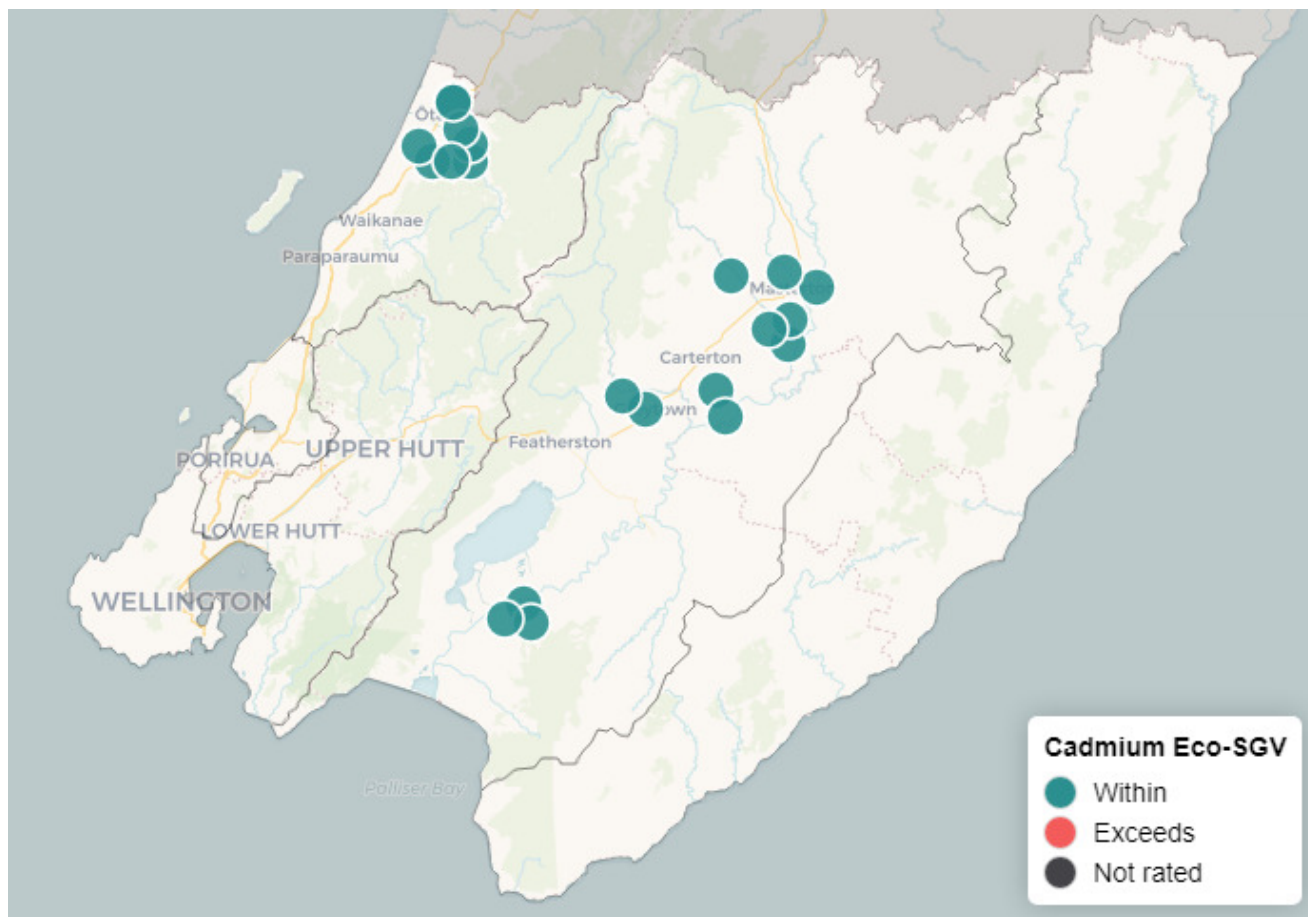 Ōt
Waikanae
Paraparaumu
Carterton
Featherston
UPPER HUTT
PORIRUA
LOWER HUTT
WELLINGTON
Palliser Bay
Cadmium Eco-SGV
Within
Exceeds
Not rated